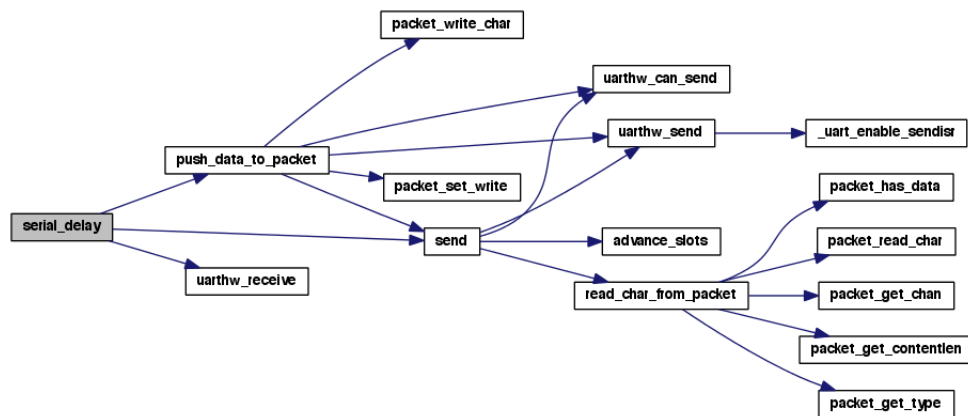 packet_write_char
uarthw_can_send
uarthw_send
_uart_enable_sendisr
push_data_to_packet
packet_set_write
packet_has_data
serial_delay
send
advance_slots
packet_read_char
uarthw_receive
read_char_from_packet
packet_get_chan
packet_get_contentlen
packet_get_type